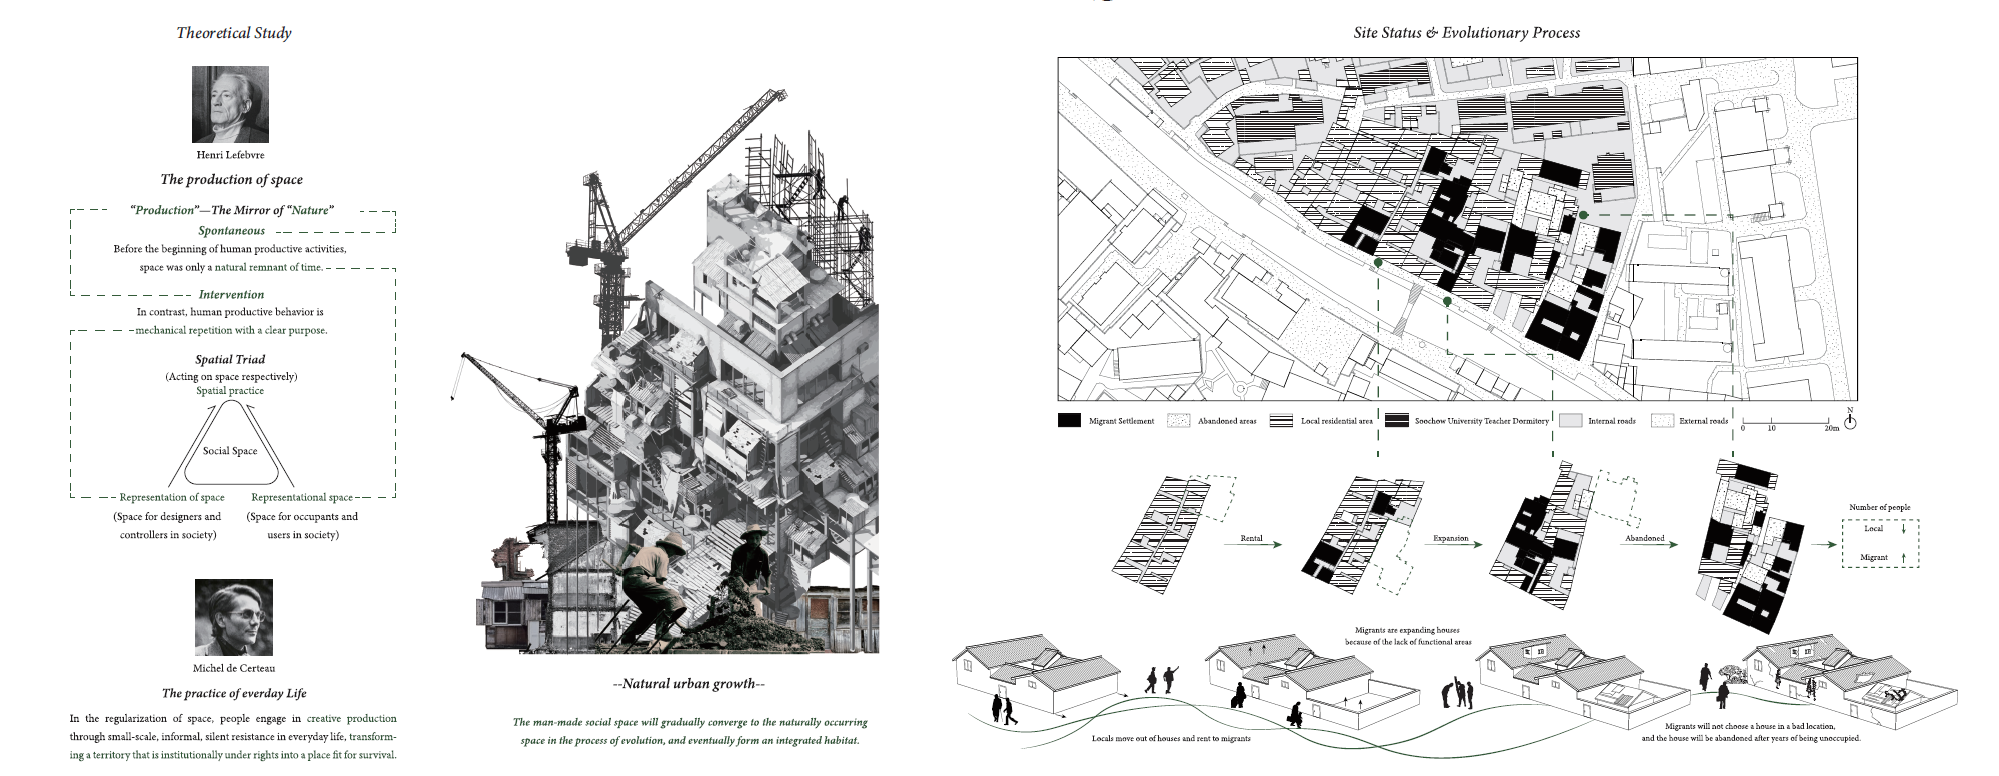 Theoretical Study
Henri Lefebvre
The production of space
“Production”—The Mirror of “Nature”
Spontaneous
Before the beginning of human productive activities,
space was only a natural remnant of time.
Intervention
In contrast, human productive behavior is
mechanical repetition with a clear purpose.
Spatial Triad
(Acting on space respectively)
Spatial practice
Social Space
Representation of space
(Space for designers and
controllers in society)
Representational space
(Space for occupants and
users in society)
Michel de Certeau
The practice of everday Life
In the regularization of space, people engage in creative production
through small-scale, informal, silent resistance in everyday life, transform-
ing a territory that is institutionally under rights into a place fit for survival.
--Natural urban growth--
The man-made social space will gradually converge to the naturally occurring
space in the process of evolution, and eventually form an integrated habitat.
Site Status & Evolutionary Process
Migrant Settlement
Abandoned areas
Local residential area
Soochow University Teacher Dormitory
Internal roads
External roads
0 10 20m
N
Rental
Expansion
Abandoned
Number of people
Local
Migrant
Migrants are expanding houses
because of the lack of functional areas
Locals move out of houses and rent to migrants
Migrants will not choose a house in a bad location,
and the house will be abandoned after years of being unoccupied.